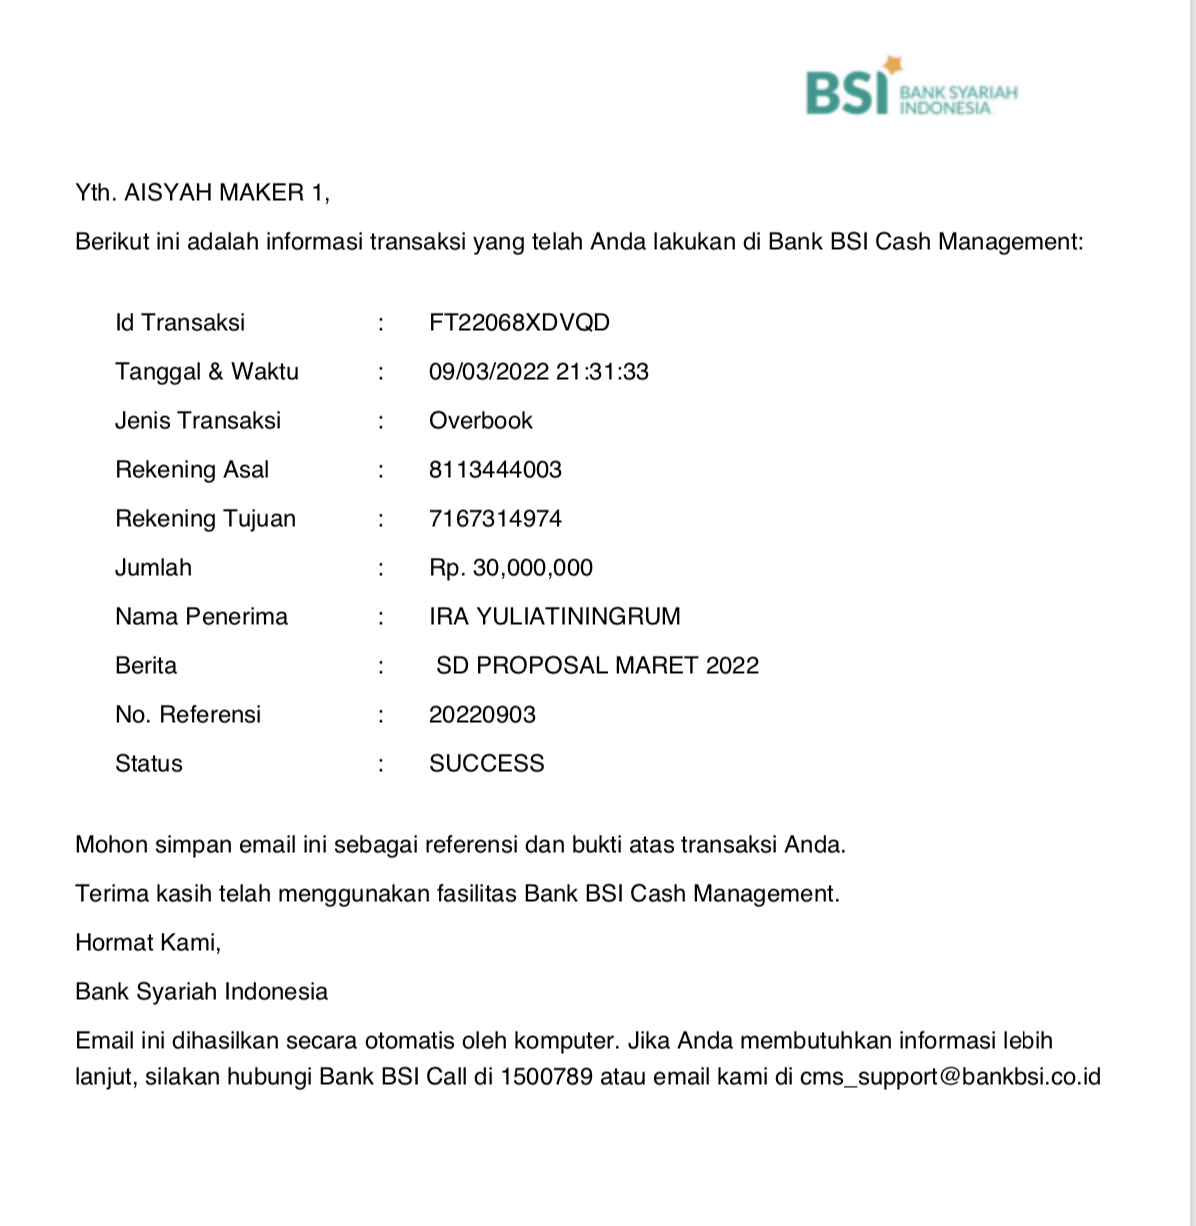 BSI BANK SYARIAH
INDONESIA
Yth. AISYAH MAKER 1,
Berikut ini adalah informasi transaksi yang telah Anda lakukan di Bank BSI Cash Management:
Id Transaksi : FT22068XDVQD
Tanggal & Waktu : 09/03/2022 21:31:33
Jenis Transaksi : Overbook
Rekening Asal : 8113444003
Rekening Tujuan : 7167314974
Jumlah : Rp. 30,000,000
Nama Penerima : IRA YULIATININGRUM
Berita : SD PROPOSAL MARET 2022
No. Referensi : 20220903
Status : SUCCESS
Mohon simpan email ini sebagai referensi dan bukti atas transaksi Anda.
Terima kasih telah menggunakan fasilitas Bank BSI Cash Management.
Hormat Kami,
Bank Syariah Indonesia
Email ini dihasilkan secara otomatis oleh komputer. Jika Anda membutuhkan informasi lebih
lanjut, silakan hubungi Bank BSI Call di 1500789 atau email kami di cms_support@bankbsi.co.id